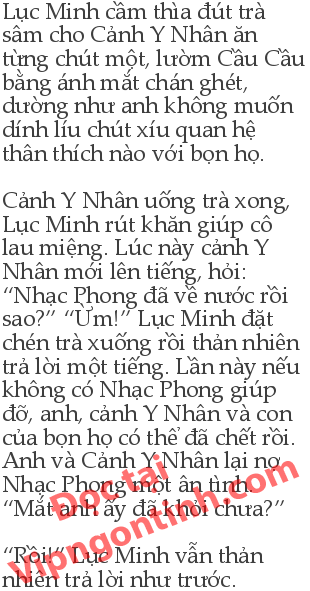 Lục Minh cầm thìa đút trà
sâm cho Cảnh Y Nhân ăn
từng chút một, lườm Cầu Cầu
bằng ánh mắt chán ghét,
dường như anh không muốn
dính líu chút xíu quan hệ
thân thích nào với bọn họ.
Cảnh Y Nhân uống trà xong,
Lục Minh rút khăn giúp cô
lau miệng. Lúc này cảnh Y
Nhân mới lên tiếng, hỏi:
“Nhạc Phong đã về nước rồi
sao?” “Ừm!” Lục Minh đặt
chén trà xuống rồi thản nhiên
trả lời một tiếng. Lần này nếu
không có Nhạc Phong giúp
đỡ, anh, cảnh Y Nhân và con
của bọn họ có thể đã chết rồi.
Anh và Cảnh Y Nhân lại nợ
Nhạc Phong một ân tình.
“Mắt anh ấy đã khỏi chưa?”
“Rồi!” Lục Minh vẫn thản
nhiên trả lời như trước.
Đọc tại
Vipngontinh.com